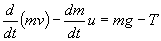 d/dt (mv) − dm/dt u = mg − T